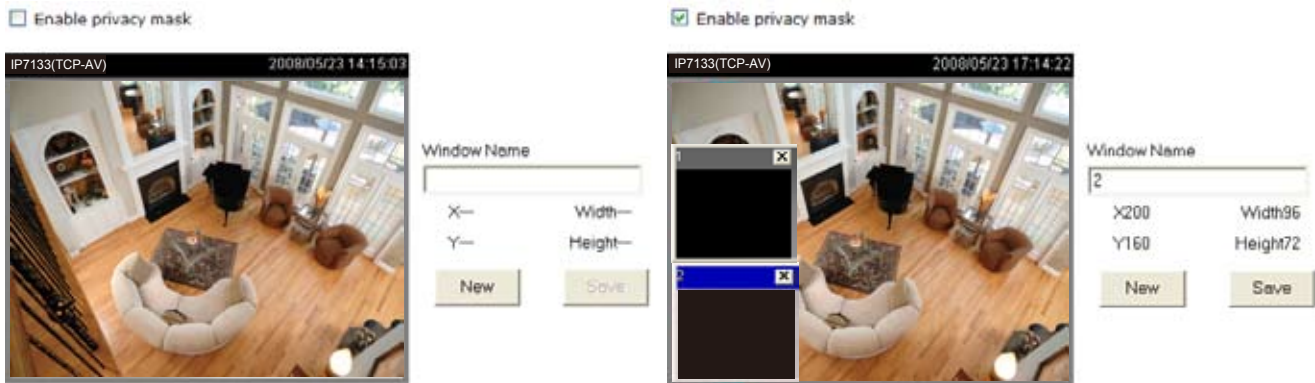 Enable privacy mask
IP7133(TCP-AV) 2008/05/23 14:15:03
Window Name
X— Width—
Y— Height—
New Save
Enable privacy mask
IP7133(TCP-AV) 2008/05/23 17:14:22
1
2
Window Name
2
X200 Width96
Y160 Height72
New Save